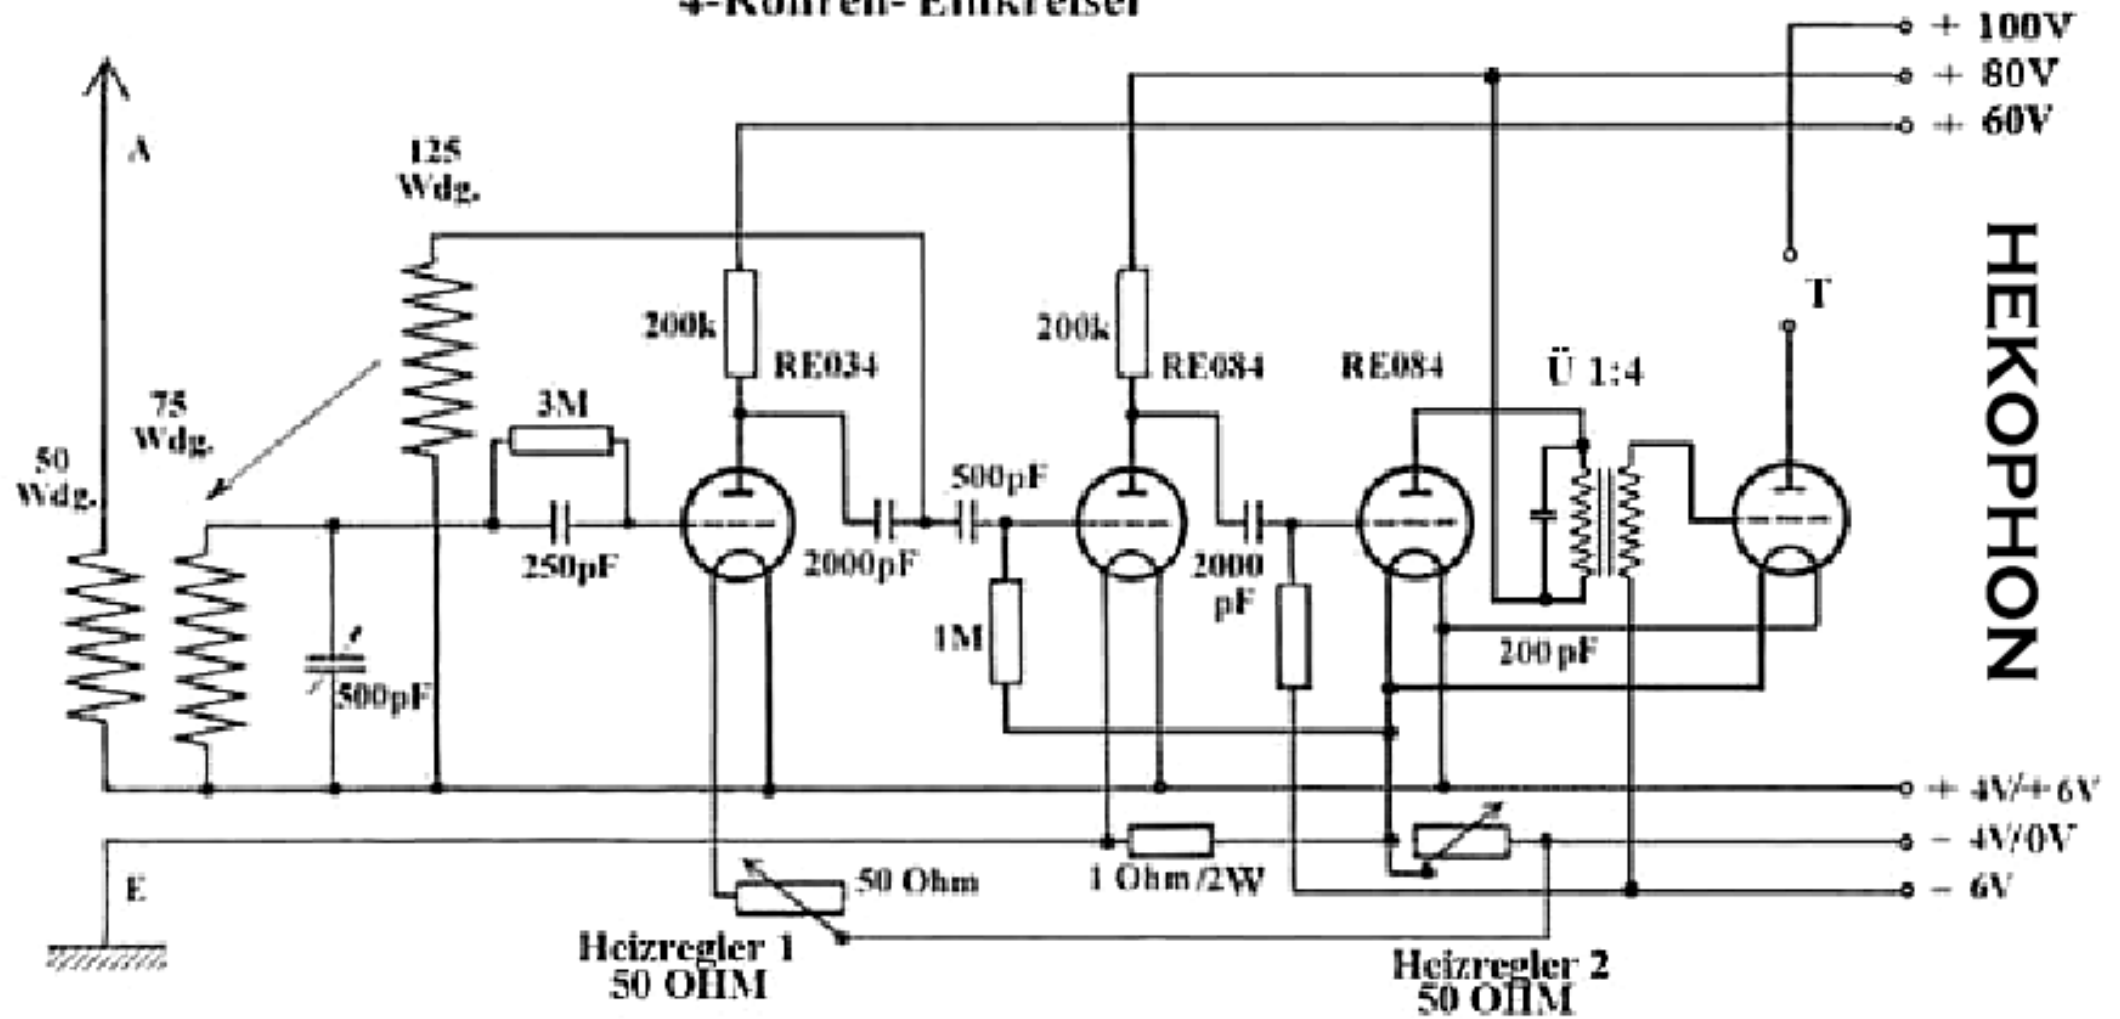 + 100V
+ 80V
+ 60V
A
125
Wdg.
HEKOPHON
T
200k
200k
RE034
RE084
RE084
Ü 1:4
75
Wdg.
3M
50
Wdg.
500pF
250pF
2000pF
2000
pF
1M
200pF
500pF
+ 4V/+6V
- 4V/0V
- 6V
E
50 Ohm
1 Ohm/2W
Heizregler 1
50 OHM
Heizregler 2
50 OHM